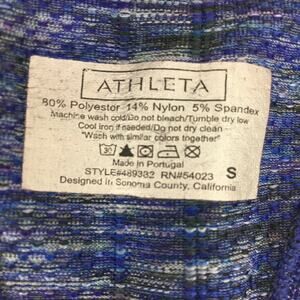 ATHLETA
80% Polyester 14% Nylon 5% Spandex
Machine wash cold/Do not bleach/Tumble dry low
Cool iron if needed/Do not dry clean
"Wash with similar colors together"
Made in Portugal
STYLE#489382 RN#54023 S
Designed in Sonoma County, California